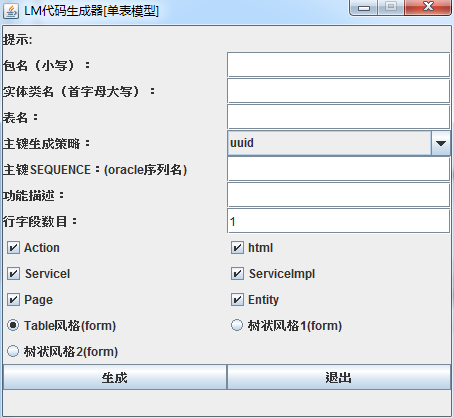 LM代码生成器[单表模型]
提示:
包名（小写）：
实体类名（首字母大写）：
表名：
主键生成策略： uuid
主键SEQUENCE：(oracle序列名)
功能描述：
行字段数目： 1
Action html
ServiceI ServiceImpl
Page Entity
Table风格(form) 树状风格1(form)
树状风格2(form)
生成 退出